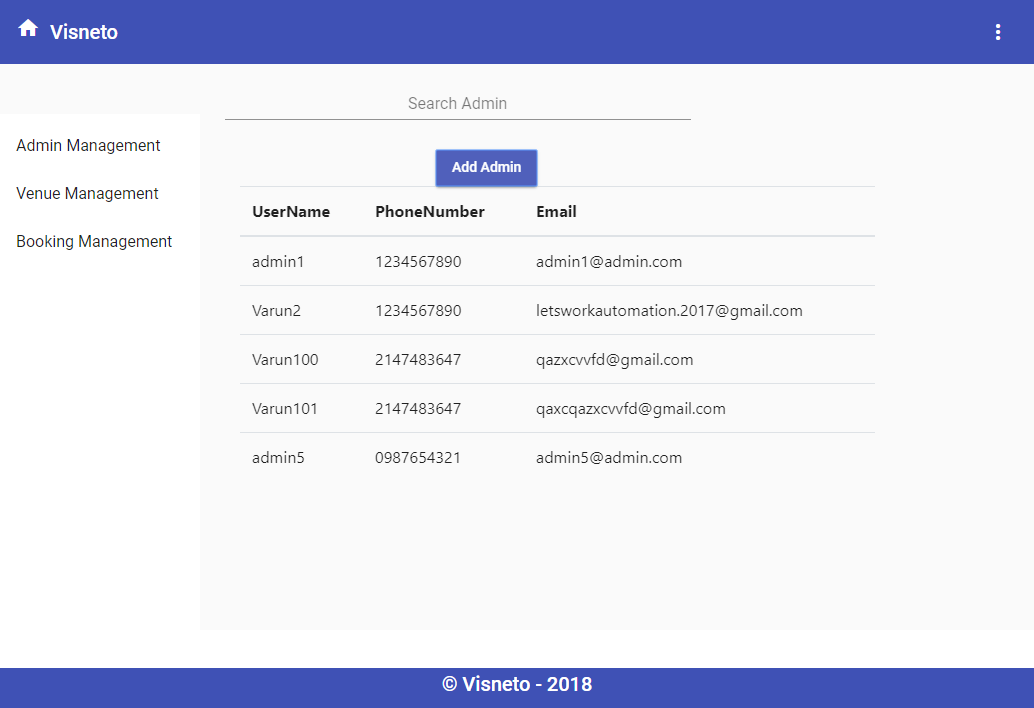 Visneto
Search Admin
Admin Management
Venue Management
Booking Management
Add Admin
UserName PhoneNumber Email
admin1 1234567890 admin1@admin.com
Varun2 1234567890 letsworkautomation.2017@gmail.com
Varun100 2147483647 qazxcvvfd@gmail.com
Varun101 2147483647 qaxcqazxcvvfd@gmail.com
admin5 0987654321 admin5@admin.com
© Visneto - 2018